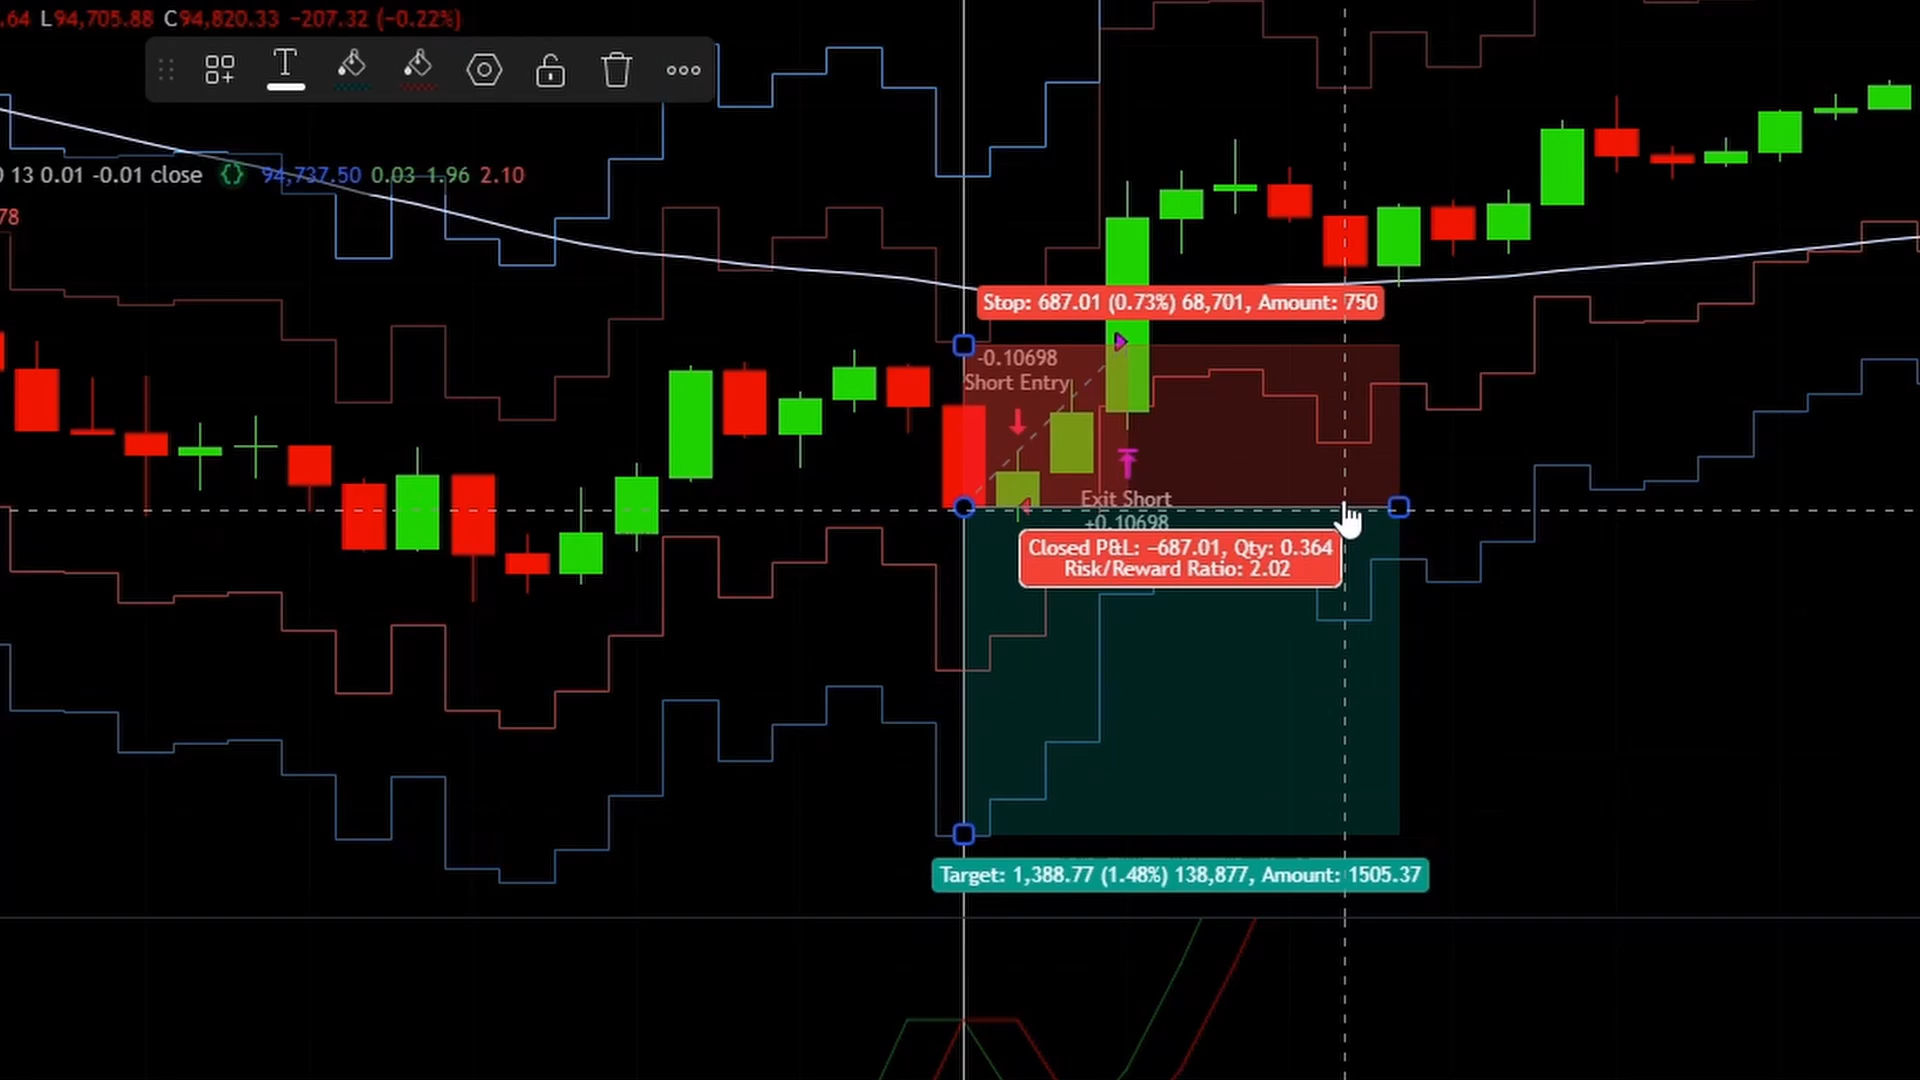 .64 L94,705.88 C94,820.33 −207.32 (−0.22%)
T
0 13 0.01 -0.01 close {} 94,737.50 0.03 1.96 2.10
78
Stop: 687.01 (0.73%) 68,701, Amount: 750
-0.10698
Short Entry
Exit Short
+0.10698
Closed P&L: −687.01, Qty: 0.364
Risk/Reward Ratio: 2.02
Target: 1,388.77 (1.48%) 138,877, Amount: 1505.37